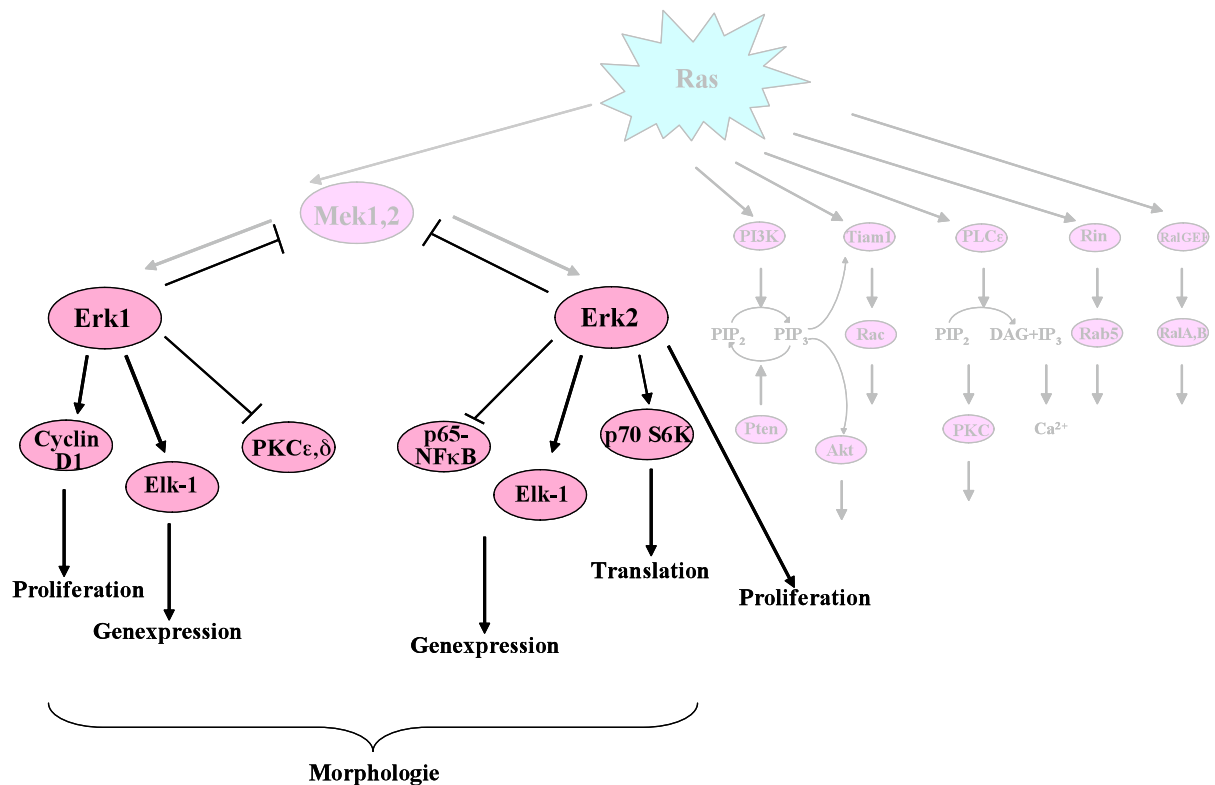 Ras
Mek1,2
PI3K
Tiam1
PLCε
Rin
RalGEF
Erk1
Erk2
PIP2
PIP3
Rac
PIP2
DAG+IP3
Rab5
RalA,B
Cyclin
D1
PKCε,δ
p65-
NFκB
p70 S6K
Pten
Akt
PKC
Ca²⁺
Elk-1
Elk-1
Proliferation
Translation
Proliferation
Genexpression
Genexpression
Morphologie